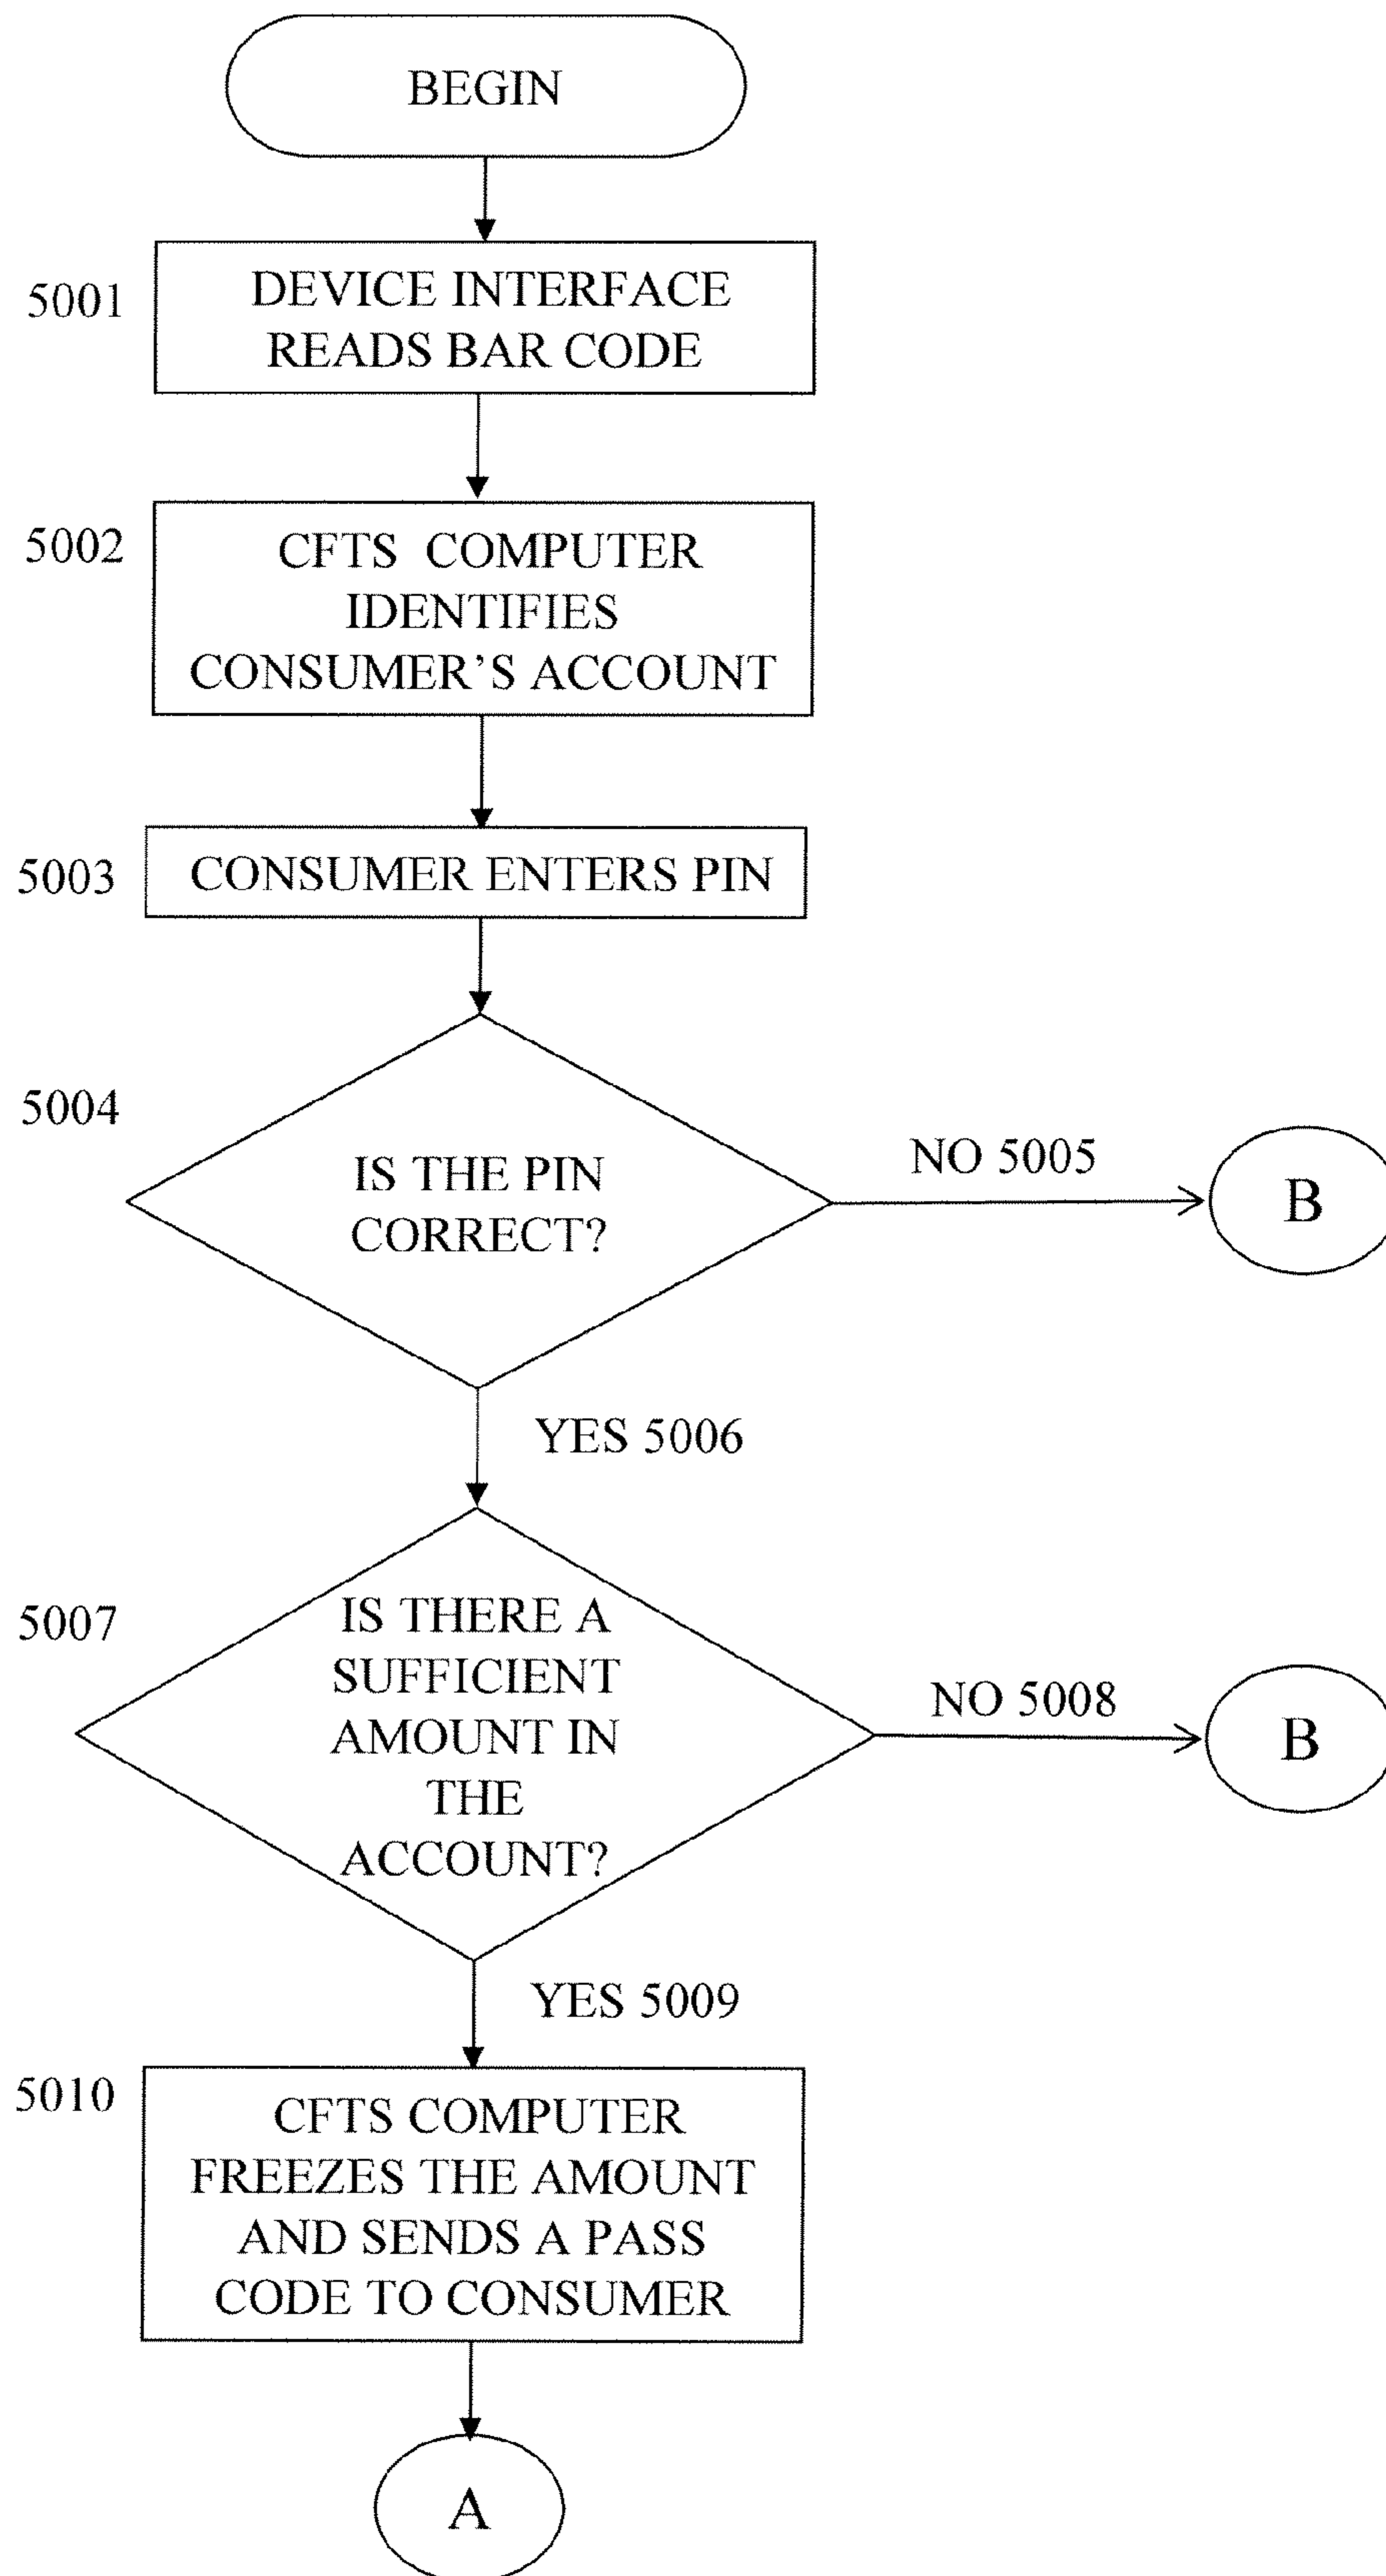 BEGIN
5001
DEVICE INTERFACE
READS BAR CODE
5002
CFTS COMPUTER
IDENTIFIES
CONSUMER'S ACCOUNT
5003
CONSUMER ENTERS PIN
5004
IS THE PIN
CORRECT?
NO 5005
B
YES 5006
5007
IS THERE A
SUFFICIENT
AMOUNT IN
THE
ACCOUNT?
NO 5008
B
YES 5009
5010
CFTS COMPUTER
FREEZES THE AMOUNT
AND SENDS A PASS
CODE TO CONSUMER
A